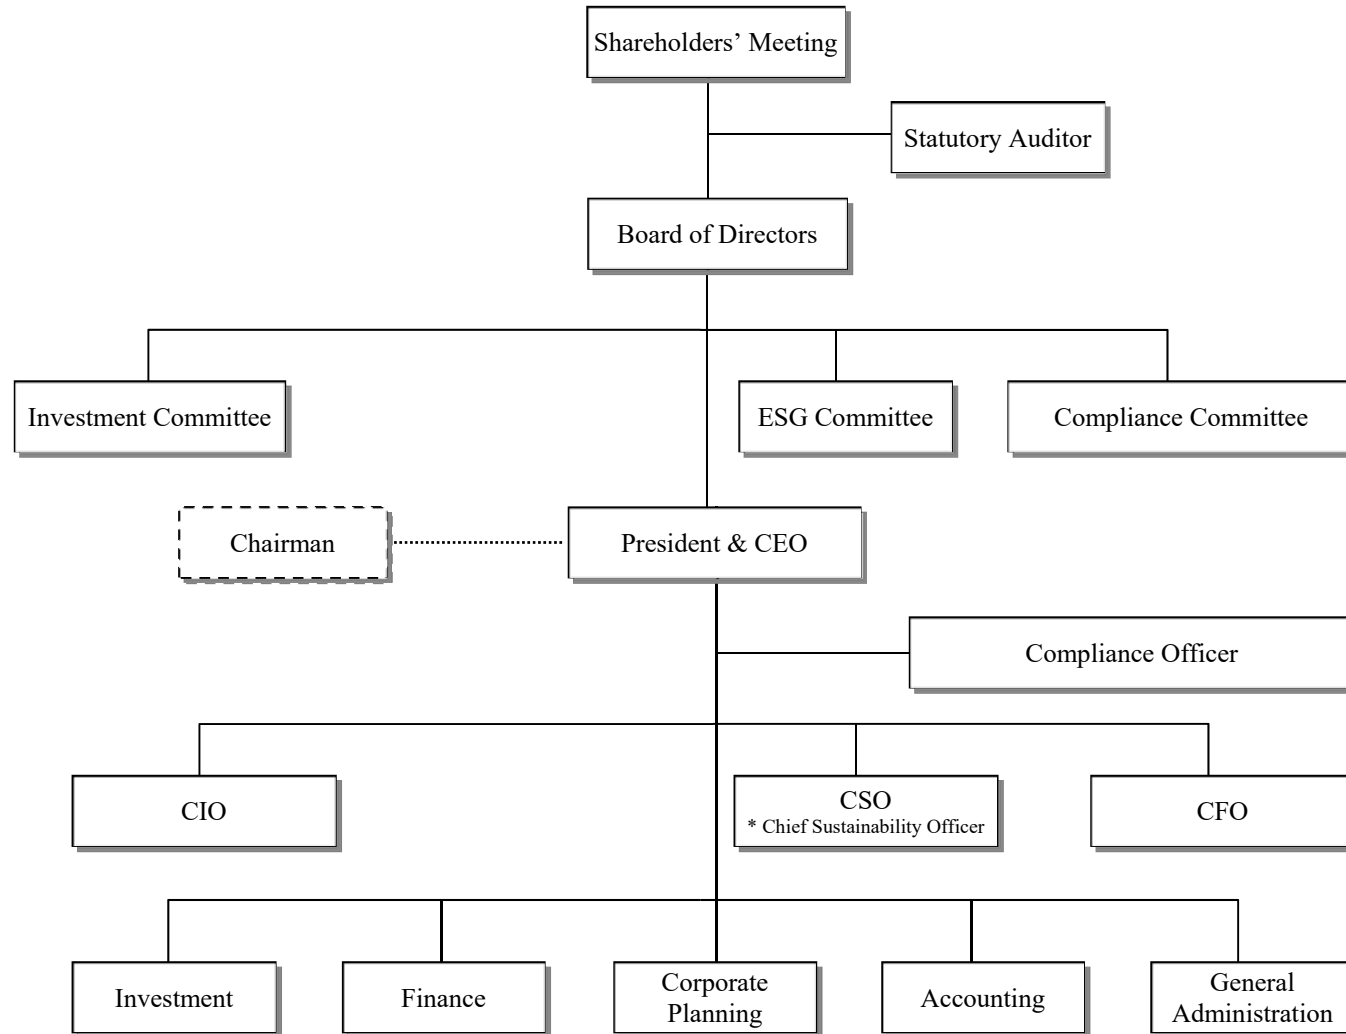 Shareholders’ Meeting
Statutory Auditor
Board of Directors
Investment Committee
ESG Committee
Compliance Committee
Chairman
President & CEO
Compliance Officer
CIO
CSO
* Chief Sustainability Officer
CFO
Investment
Finance
Corporate
Planning
Accounting
General
Administration